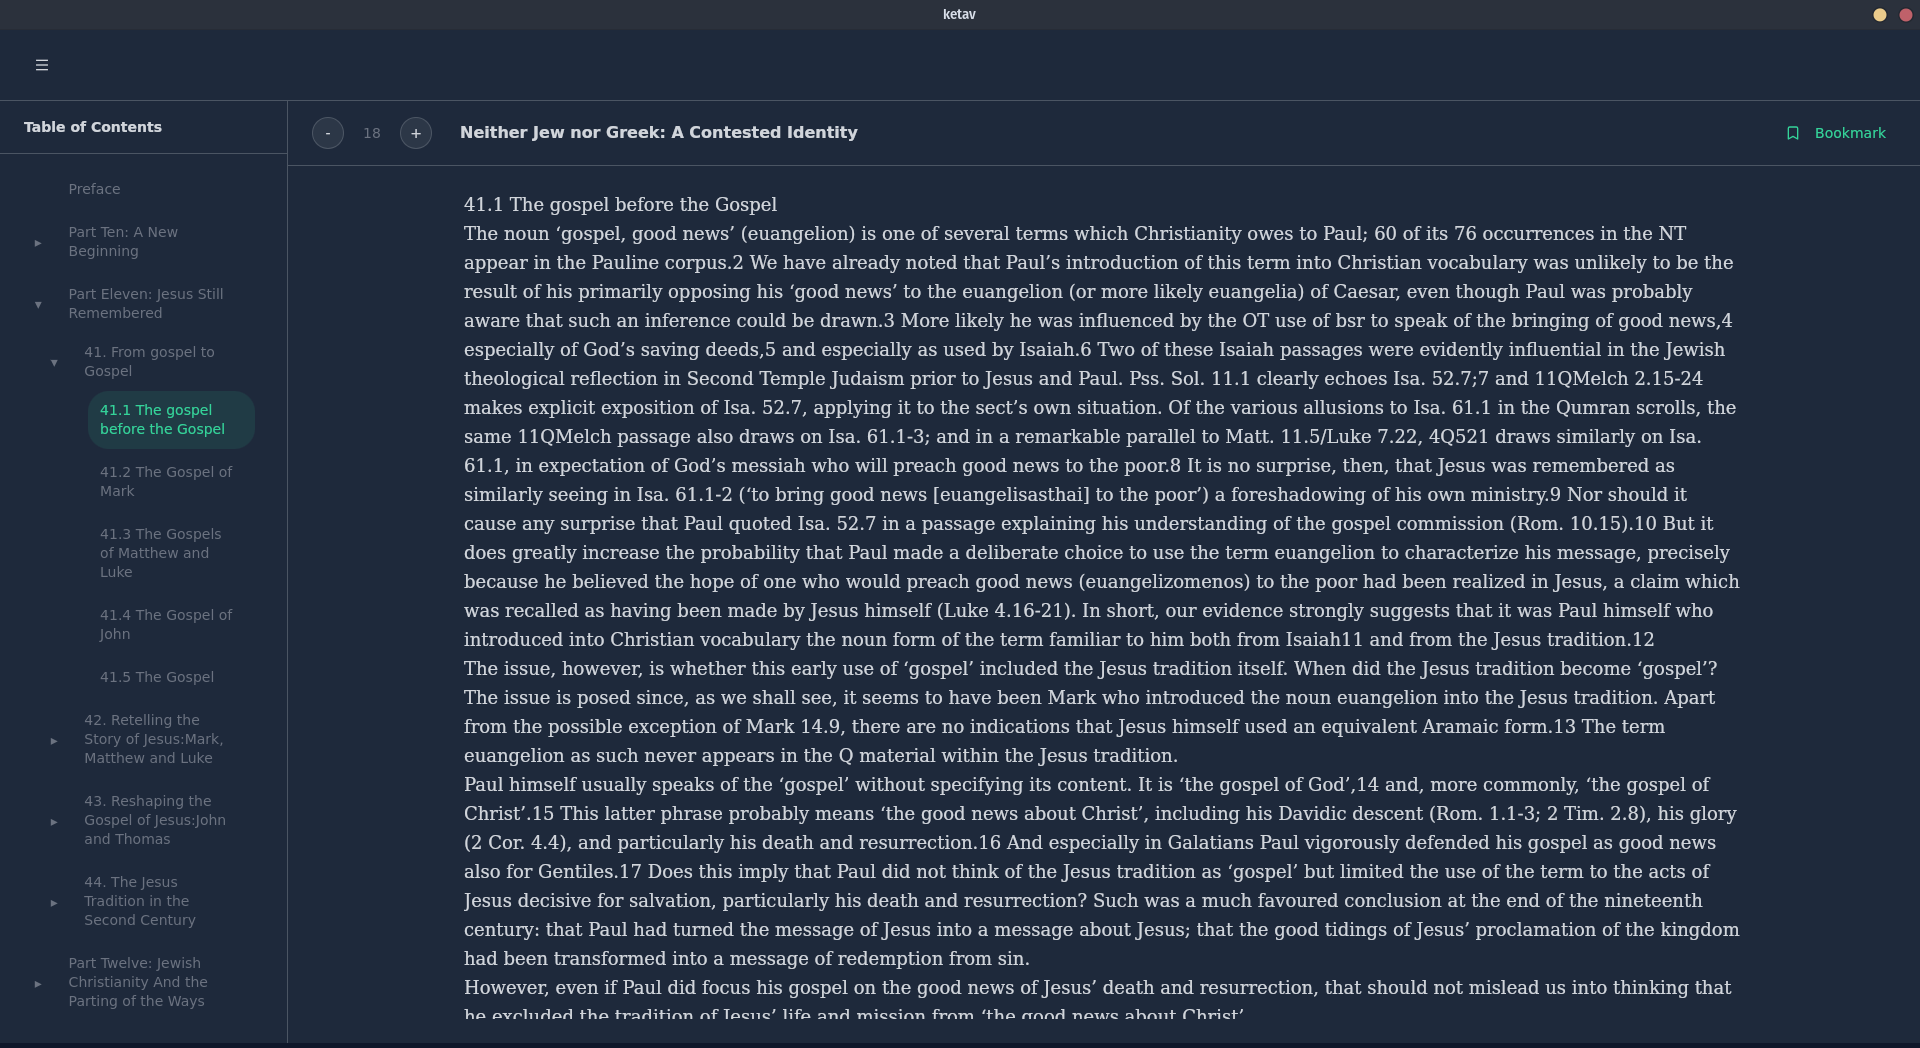 ketav
☰
Table of Contents
- 18 + Neither Jew nor Greek: A Contested Identity
Bookmark
Preface
Part Ten: A New
Beginning
Part Eleven: Jesus Still
Remembered
41. From gospel to
Gospel
41.1 The gospel
before the Gospel
41.2 The Gospel of
Mark
41.3 The Gospels
of Matthew and
Luke
41.4 The Gospel of
John
41.5 The Gospel
42. Retelling the
Story of Jesus:Mark,
Matthew and Luke
43. Reshaping the
Gospel of Jesus:John
and Thomas
44. The Jesus
Tradition in the
Second Century
Part Twelve: Jewish
Christianity And the
Parting of the Ways
41.1 The gospel before the Gospel
The noun ‘gospel, good news’ (euangelion) is one of several terms which Christianity owes to Paul; 60 of its 76 occurrences in the NT
appear in the Pauline corpus.2 We have already noted that Paul’s introduction of this term into Christian vocabulary was unlikely to be the
result of his primarily opposing his ‘good news’ to the euangelion (or more likely euangelia) of Caesar, even though Paul was probably
aware that such an inference could be drawn.3 More likely he was influenced by the OT use of bsr to speak of the bringing of good news,4
especially of God’s saving deeds,5 and especially as used by Isaiah.6 Two of these Isaiah passages were evidently influential in the Jewish
theological reflection in Second Temple Judaism prior to Jesus and Paul. Pss. Sol. 11.1 clearly echoes Isa. 52.7;7 and 11QMelch 2.15-24
makes explicit exposition of Isa. 52.7, applying it to the sect’s own situation. Of the various allusions to Isa. 61.1 in the Qumran scrolls, the
same 11QMelch passage also draws on Isa. 61.1-3; and in a remarkable parallel to Matt. 11.5/Luke 7.22, 4Q521 draws similarly on Isa.
61.1, in expectation of God’s messiah who will preach good news to the poor.8 It is no surprise, then, that Jesus was remembered as
similarly seeing in Isa. 61.1-2 (‘to bring good news [euangelisasthai] to the poor’) a foreshadowing of his own ministry.9 Nor should it
cause any surprise that Paul quoted Isa. 52.7 in a passage explaining his understanding of the gospel commission (Rom. 10.15).10 But it
does greatly increase the probability that Paul made a deliberate choice to use the term euangelion to characterize his message, precisely
because he believed the hope of one who would preach good news (euangelizomenos) to the poor had been realized in Jesus, a claim which
was recalled as having been made by Jesus himself (Luke 4.16-21). In short, our evidence strongly suggests that it was Paul himself who
introduced into Christian vocabulary the noun form of the term familiar to him both from Isaiah11 and from the Jesus tradition.12
The issue, however, is whether this early use of ‘gospel’ included the Jesus tradition itself. When did the Jesus tradition become ‘gospel’?
The issue is posed since, as we shall see, it seems to have been Mark who introduced the noun euangelion into the Jesus tradition. Apart
from the possible exception of Mark 14.9, there are no indications that Jesus himself used an equivalent Aramaic form.13 The term
euangelion as such never appears in the Q material within the Jesus tradition.
Paul himself usually speaks of the ‘gospel’ without specifying its content. It is ‘the gospel of God’,14 and, more commonly, ‘the gospel of
Christ’.15 This latter phrase probably means ‘the good news about Christ’, including his Davidic descent (Rom. 1.1-3; 2 Tim. 2.8), his glory
(2 Cor. 4.4), and particularly his death and resurrection.16 And especially in Galatians Paul vigorously defended his gospel as good news
also for Gentiles.17 Does this imply that Paul did not think of the Jesus tradition as ‘gospel’ but limited the use of the term to the acts of
Jesus decisive for salvation, particularly his death and resurrection? Such was a much favoured conclusion at the end of the nineteenth
century: that Paul had turned the message of Jesus into a message about Jesus; that the good tidings of Jesus’ proclamation of the kingdom
had been transformed into a message of redemption from sin.
However, even if Paul did focus his gospel on the good news of Jesus’ death and resurrection, that should not mislead us into thinking that
he excluded the tradition of Jesus’ life and mission from ‘the good news about Christ’